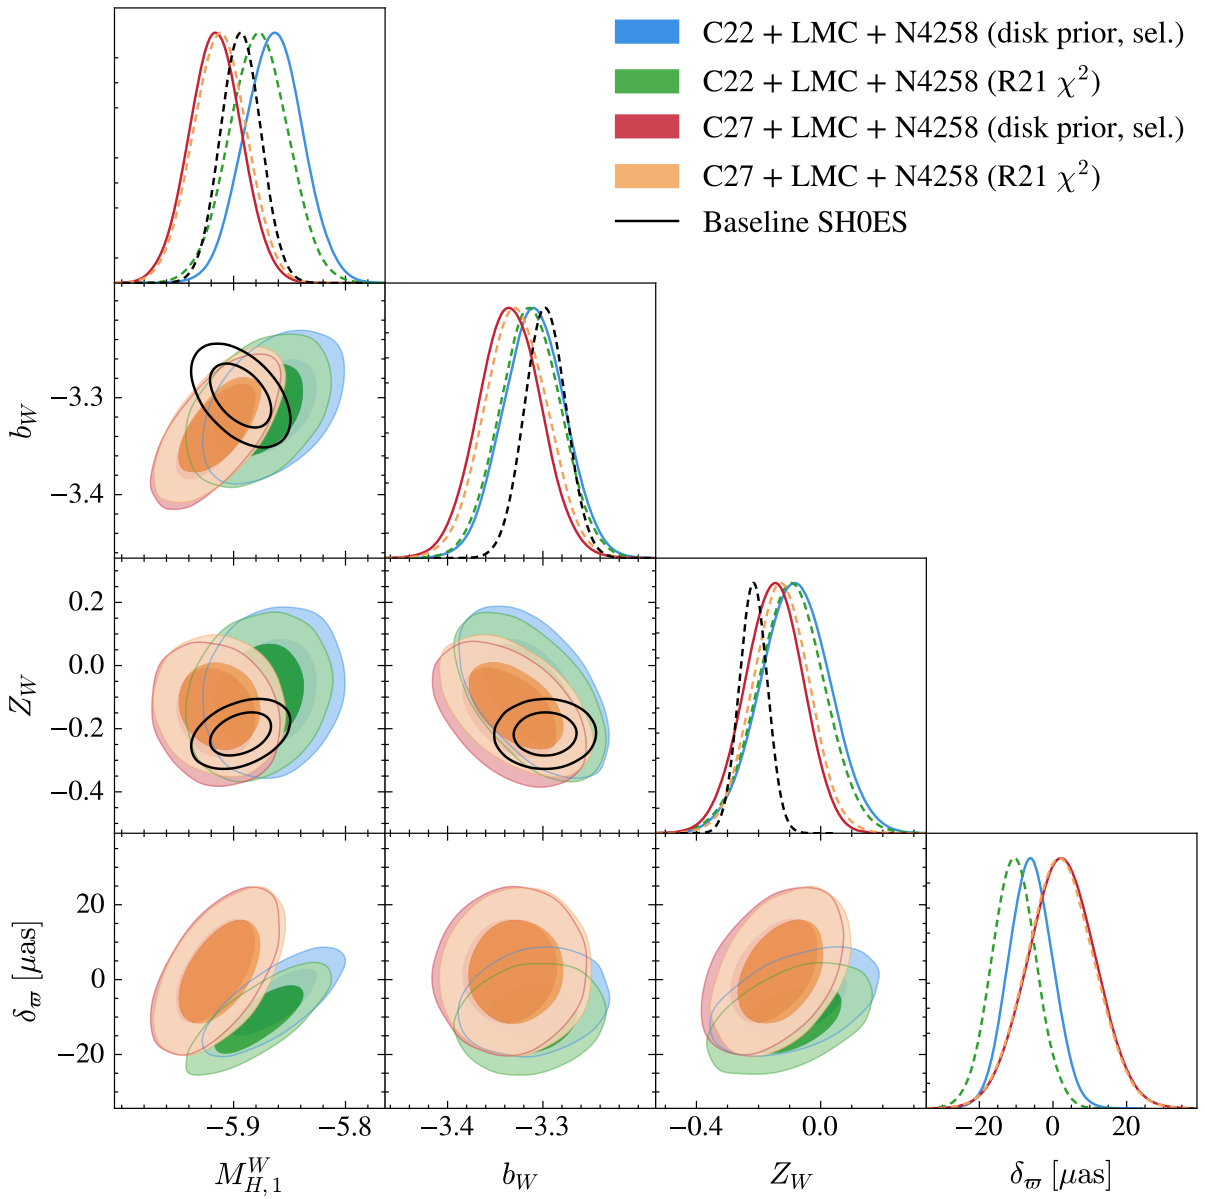 C22 + LMC + N4258 (disk prior, sel.)
C22 + LMC + N4258 (R21 χ²)
C27 + LMC + N4258 (disk prior, sel.)
C27 + LMC + N4258 (R21 χ²)
Baseline SH0ES
−3.3
−3.4
b_W
0.2
0.0
−0.2
−0.4
Z_W
20
0
−20
δ_ϖ [μas]
−5.9 −5.8
−3.4 −3.3
−0.4 0.0
−20 0 20
M^W_{H,1}
b_W
Z_W
δ_ϖ [μas]